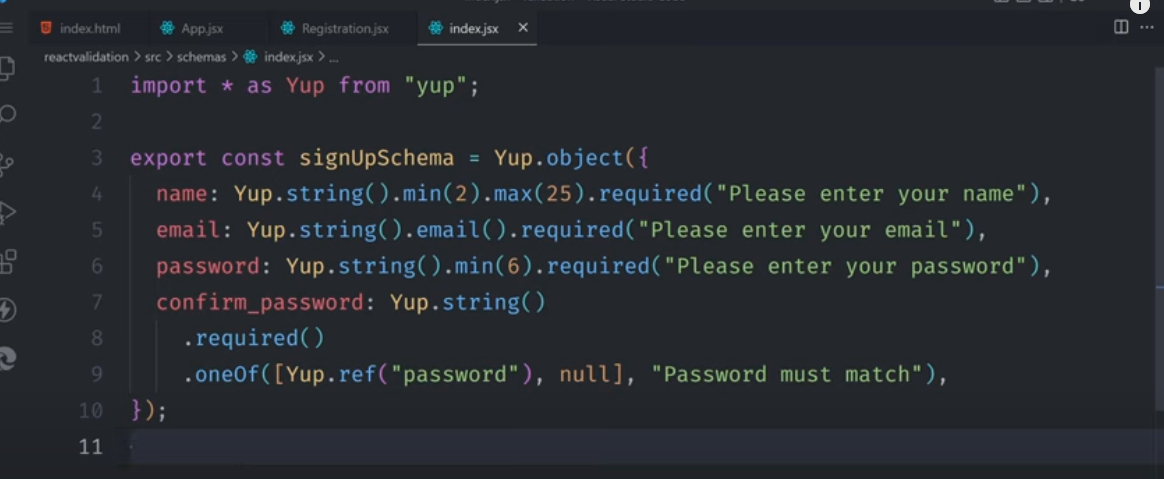 index.html App.jsx Registration.jsx index.jsx ×
reactvalidation > src > schemas > index.jsx > ...
1 import * as Yup from "yup";
2
3 export const signUpSchema = Yup.object({
4 name: Yup.string().min(2).max(25).required("Please enter your name"),
5 email: Yup.string().email().required("Please enter your email"),
6 password: Yup.string().min(6).required("Please enter your password"),
7 confirm_password: Yup.string()
8 .required()
9 .oneOf([Yup.ref("password"), null], "Password must match"),
10 });
11